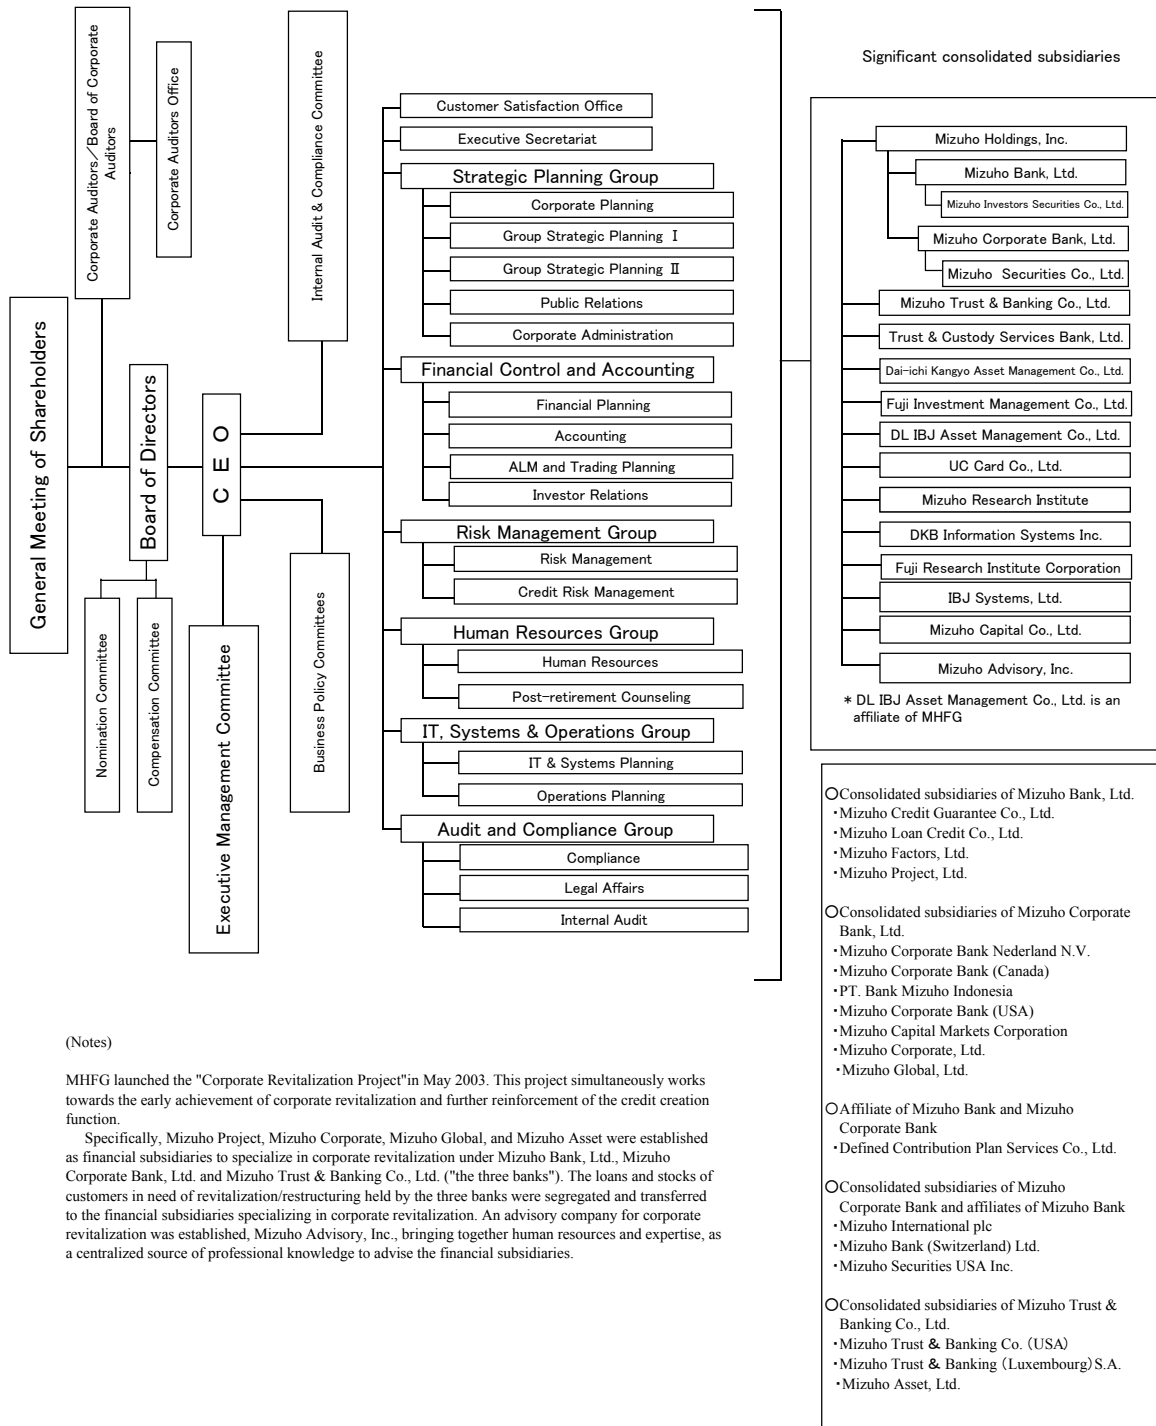 General Meeting of Shareholders
Corporate Auditors／Board of Corporate
Auditors
Corporate Auditors Office
Board of Directors
Nomination Committee
Compensation Committee
ＣＥＯ
Executive Management Committee
Internal Audit & Compliance Committee
Business Policy Committees
Customer Satisfaction Office
Executive Secretariat
Strategic Planning Group
Corporate Planning
Group Strategic Planning Ⅰ
Group Strategic Planning Ⅱ
Public Relations
Corporate Administration
Financial Control and Accounting
Financial Planning
Accounting
ALM and Trading Planning
Investor Relations
Risk Management Group
Risk Management
Credit Risk Management
Human Resources Group
Human Resources
Post-retirement Counseling
IT, Systems & Operations Group
IT & Systems Planning
Operations Planning
Audit and Compliance Group
Compliance
Legal Affairs
Internal Audit
Significant consolidated subsidiaries
Mizuho Holdings, Inc.
Mizuho Bank, Ltd.
Mizuho Investors Securities Co., Ltd.
Mizuho Corporate Bank, Ltd.
Mizuho Securities Co., Ltd.
Mizuho Trust & Banking Co., Ltd.
Trust & Custody Services Bank, Ltd.
Dai-ichi Kangyo Asset Management Co., Ltd.
Fuji Investment Management Co., Ltd.
DL IBJ Asset Management Co., Ltd.
UC Card Co., Ltd.
Mizuho Research Institute
DKB Information Systems Inc.
Fuji Research Institute Corporation
IBJ Systems, Ltd.
Mizuho Capital Co., Ltd.
Mizuho Advisory, Inc.
* DL IBJ Asset Management Co., Ltd. is an
affiliate of MHFG
○Consolidated subsidiaries of Mizuho Bank, Ltd.
・Mizuho Credit Guarantee Co., Ltd.
・Mizuho Loan Credit Co., Ltd.
・Mizuho Factors, Ltd.
・Mizuho Project, Ltd.
○Consolidated subsidiaries of Mizuho Corporate
Bank, Ltd.
・Mizuho Corporate Bank Nederland N.V.
・Mizuho Corporate Bank (Canada)
・PT. Bank Mizuho Indonesia
・Mizuho Corporate Bank (USA)
・Mizuho Capital Markets Corporation
・Mizuho Corporate, Ltd.
・Mizuho Global, Ltd.
○Affiliate of Mizuho Bank and Mizuho
Corporate Bank
・Defined Contribution Plan Services Co., Ltd.
○Consolidated subsidiaries of Mizuho
Corporate Bank and affiliates of Mizuho Bank
・Mizuho International plc
・Mizuho Bank (Switzerland) Ltd.
・Mizuho Securities USA Inc.
○Consolidated subsidiaries of Mizuho Trust &
Banking Co., Ltd.
・Mizuho Trust & Banking Co.（USA）
・Mizuho Trust & Banking（Luxembourg）S.A.
・Mizuho Asset, Ltd.
(Notes)
MHFG launched the "Corporate Revitalization Project"in May 2003. This project simultaneously works
towards the early achievement of corporate revitalization and further reinforcement of the credit creation
function.
Specifically, Mizuho Project, Mizuho Corporate, Mizuho Global, and Mizuho Asset were established
as financial subsidiaries to specialize in corporate revitalization under Mizuho Bank, Ltd., Mizuho
Corporate Bank, Ltd. and Mizuho Trust & Banking Co., Ltd. ("the three banks"). The loans and stocks of
customers in need of revitalization/restructuring held by the three banks were segregated and transferred
to the financial subsidiaries specializing in corporate revitalization. An advisory company for corporate
revitalization was established, Mizuho Advisory, Inc., bringing together human resources and expertise, as
a centralized source of professional knowledge to advise the financial subsidiaries.